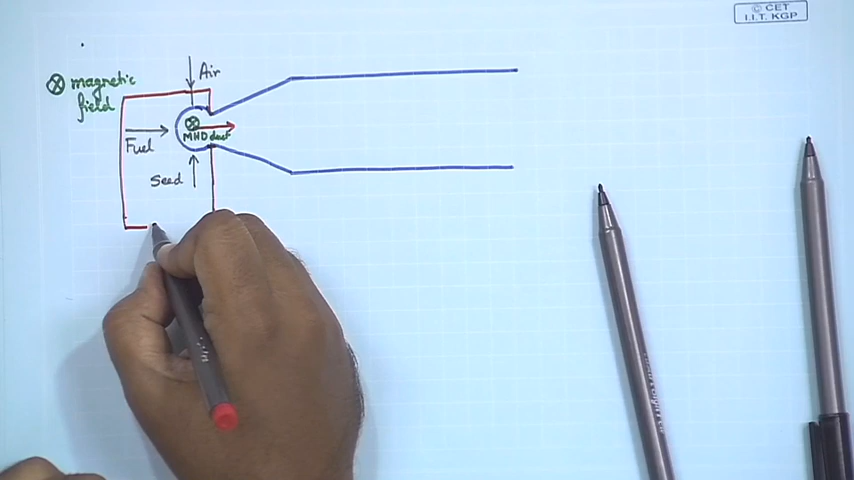 © CET
I.I.T. KGP
Air
magnetic
field
MHD duct
Fuel
Seed